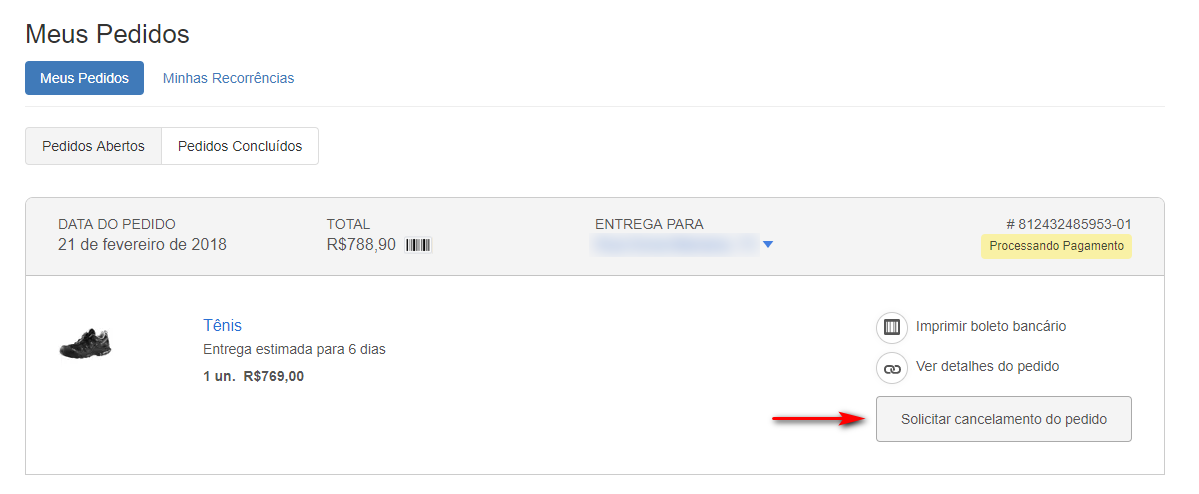 Meus Pedidos
Meus Pedidos Minhas Recorrências
Pedidos Abertos Pedidos Concluídos
DATA DO PEDIDO TOTAL ENTREGA PARA # 812432485953-01
21 de fevereiro de 2018 R$788,90 Processando Pagamento
Tênis
Entrega estimada para 6 dias
1 un. R$769,00
Imprimir boleto bancário
Ver detalhes do pedido
Solicitar cancelamento do pedido